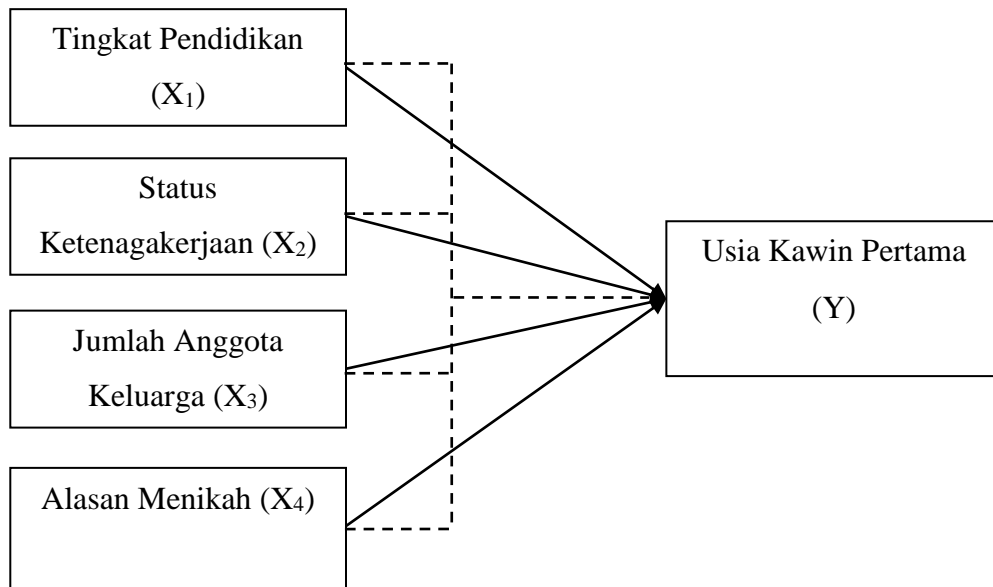 Tingkat Pendidikan
(X₁)
Status
Ketenagakerjaan (X₂)
Jumlah Anggota
Keluarga (X₃)
Alasan Menikah (X₄)
Usia Kawin Pertama
(Y)